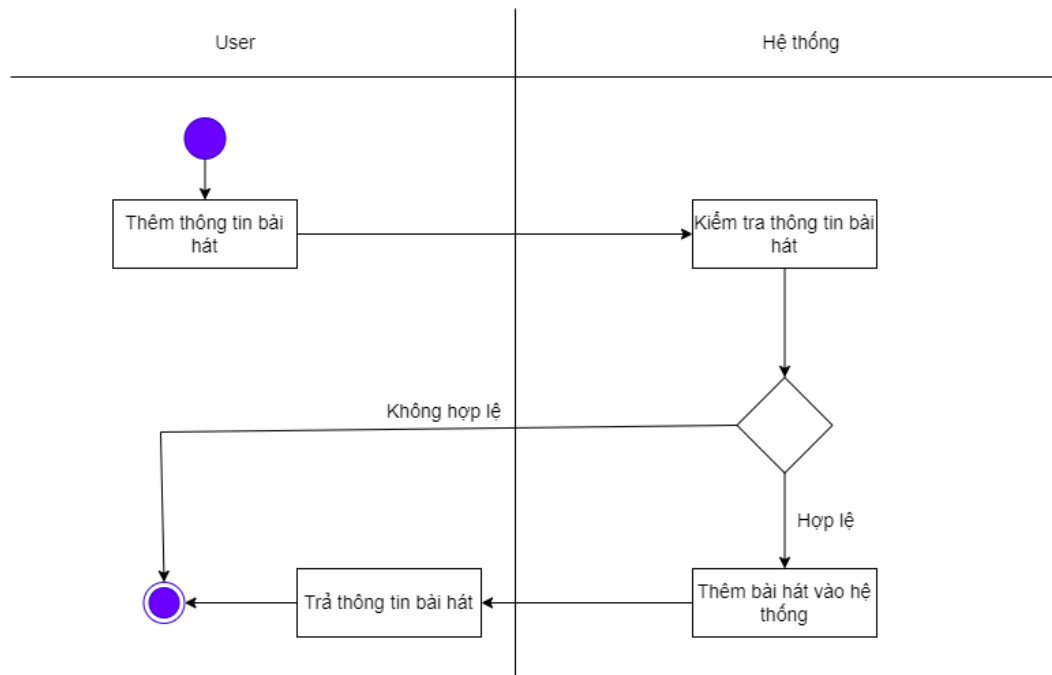 User
Hệ thống
Thêm thông tin bài
hát
Kiểm tra thông tin bài
hát
Không hợp lệ
Hợp lệ
Trả thông tin bài hát
Thêm bài hát vào hệ
thống